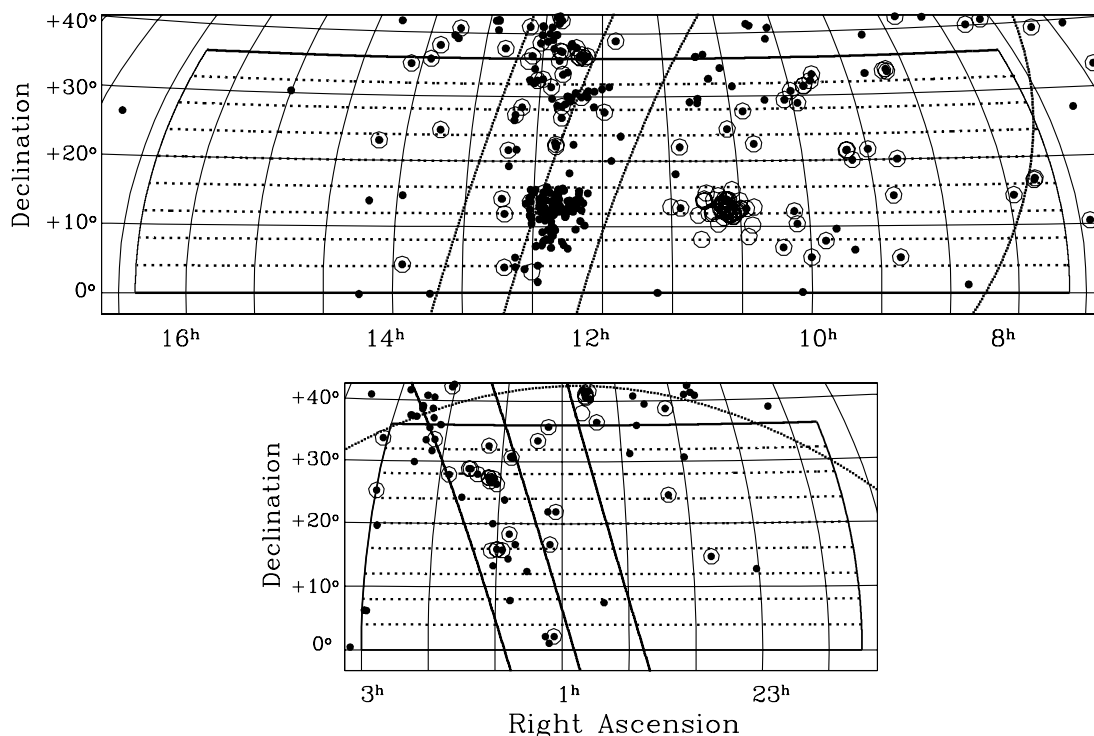 +40°
+30°
+20°
+10°
0°
Declination
16ʰ 14ʰ 12ʰ 10ʰ 8ʰ
+40°
+30°
+20°
+10°
0°
Declination
3ʰ 1ʰ 23ʰ
Right Ascension